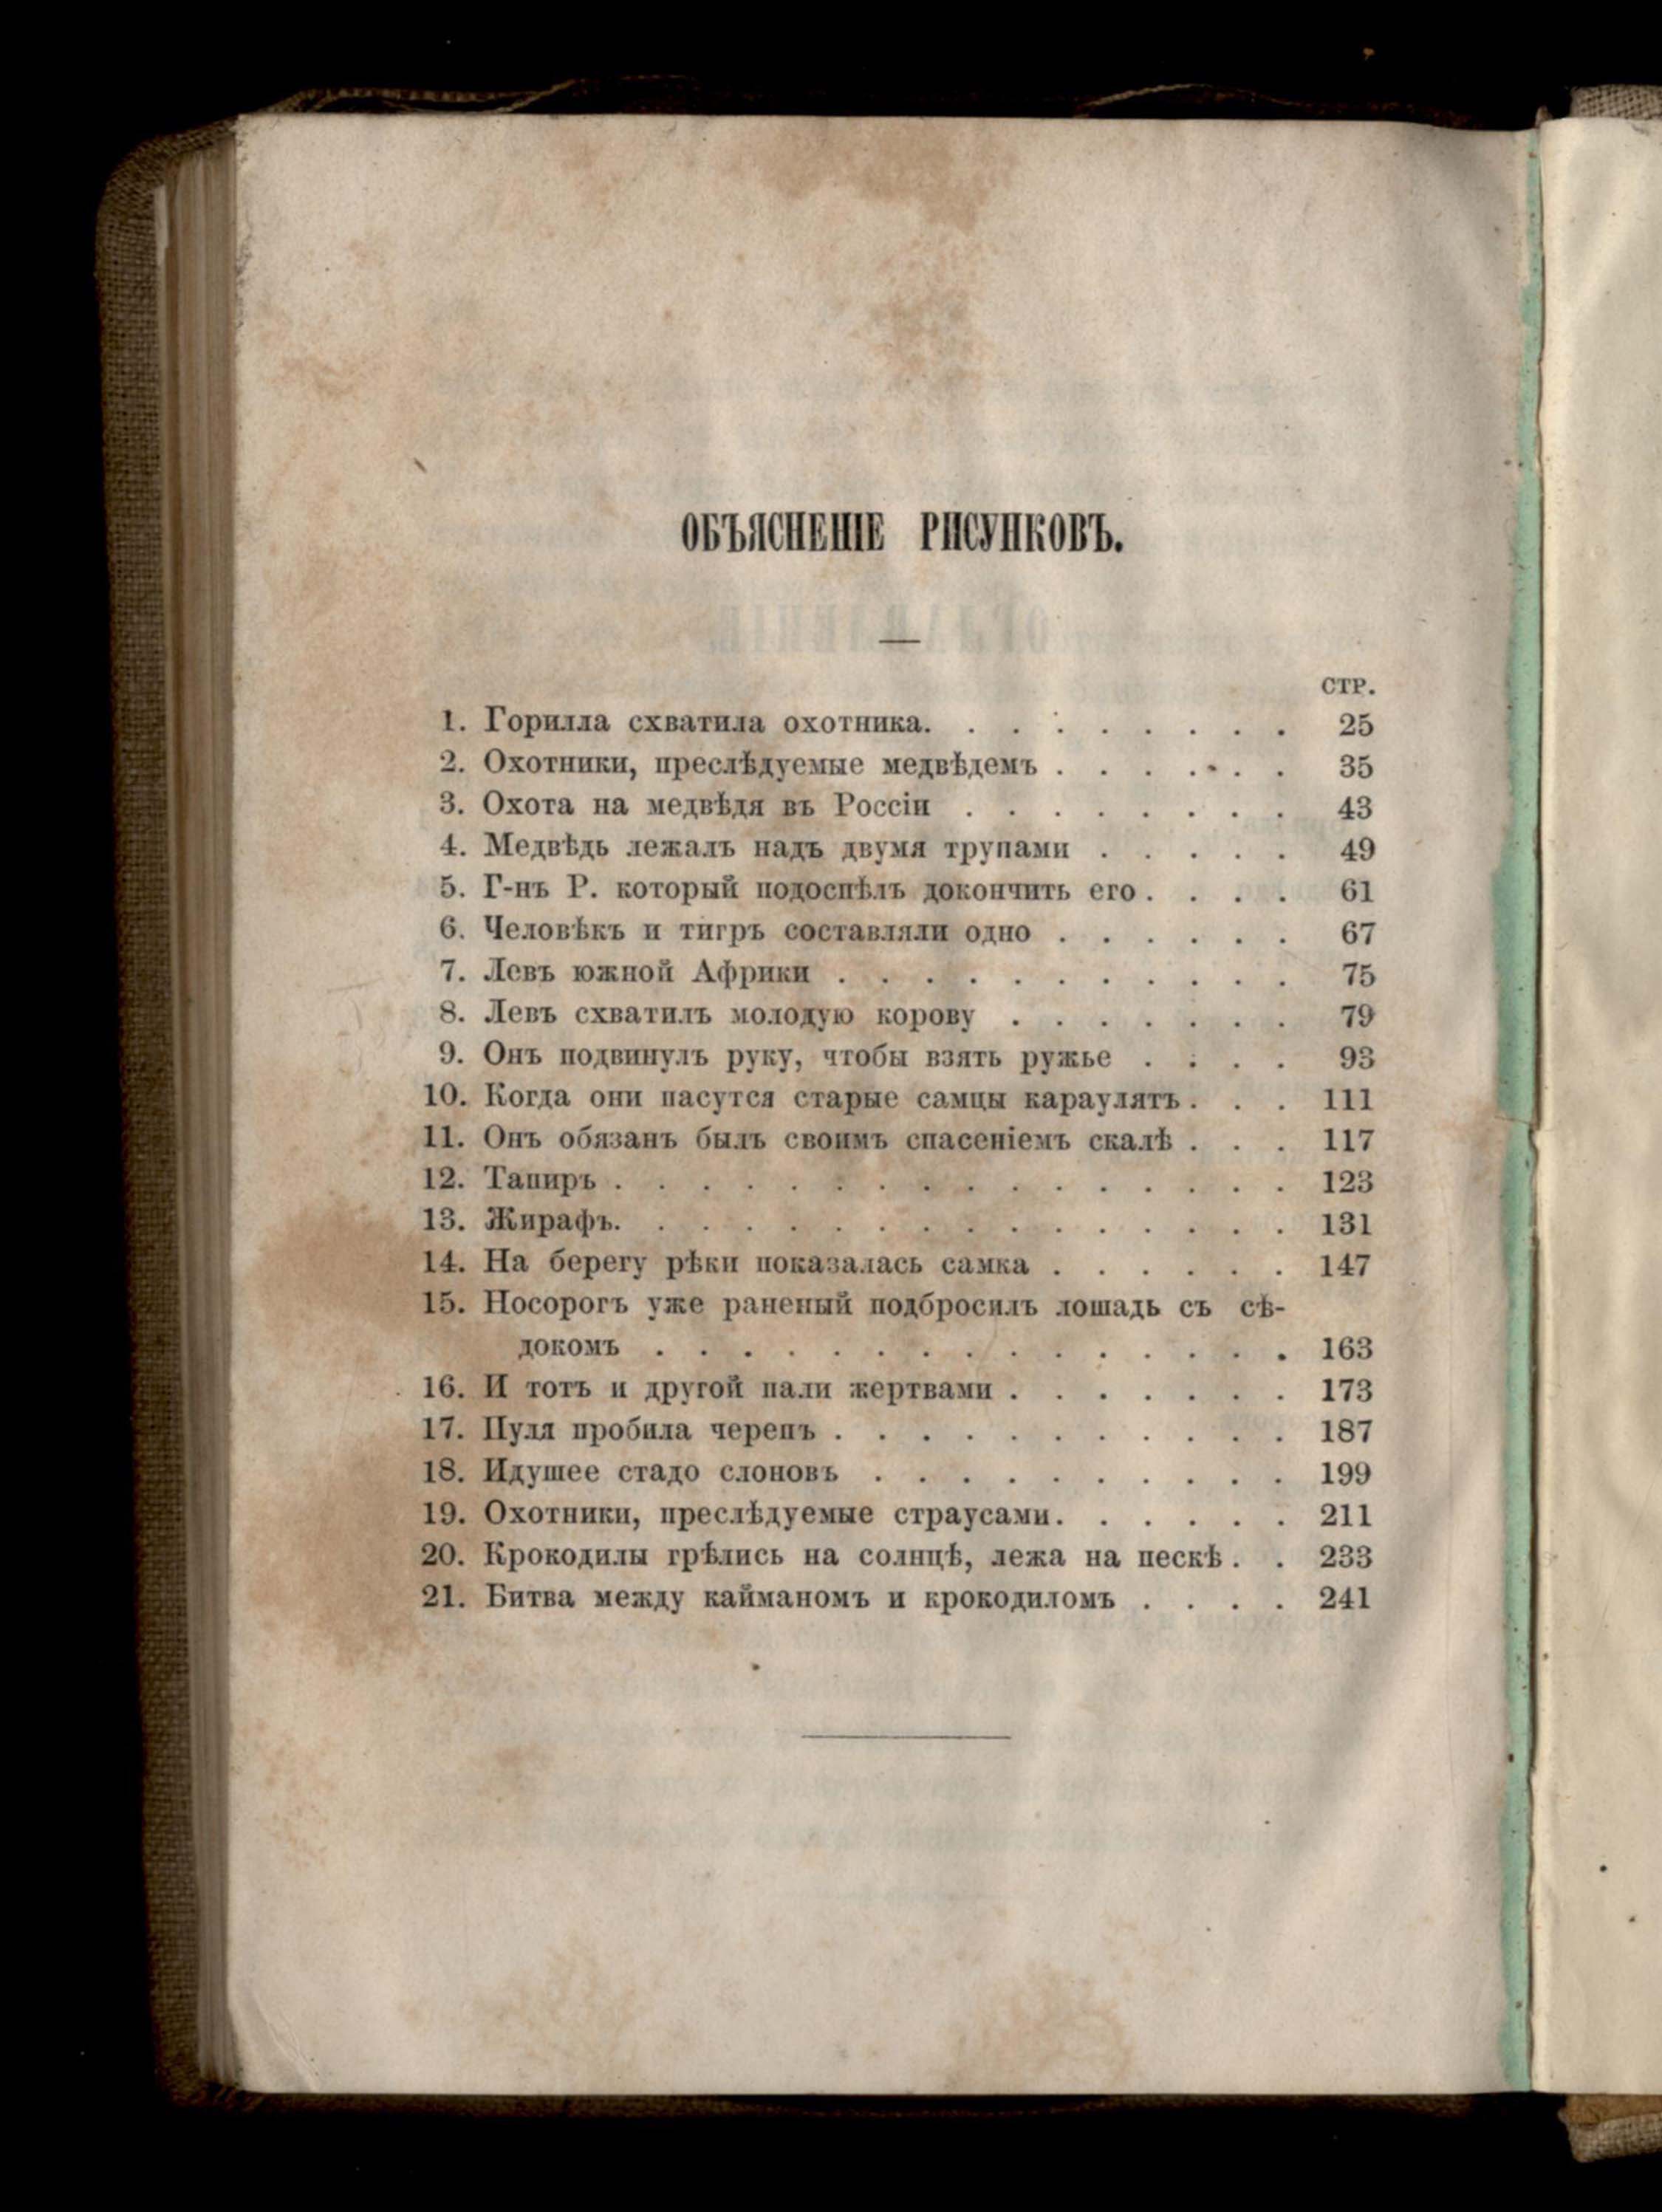 ОБЪЯСНЕНІЕ РИСУНКОВЪ.
СТР.
1. Горилла схватила охотника. . . . . . . . . 25
2. Охотники, преслѣдуемые медвѣдемъ . . . . . . 35
3. Охота на медвѣдя въ Россіи . . . . . . . . 43
4. Медвѣдь лежалъ надъ двумя трупами . . . . . 49
5. Г-нъ Р. который подоспѣлъ докончить его . . . . 61
6. Человѣкъ и тигръ составляли одно . . . . . . 67
7. Левъ южной Африки . . . . . . . . . . . 75
8. Левъ схватилъ молодую корову . . . . . . . 79
9. Онъ подвинулъ руку, чтобы взять ружье . . . . 93
10. Когда они пасутся старые самцы караулятъ . . . 111
11. Онъ обязанъ былъ своимъ спасеніемъ скалѣ . . . 117
12. Тапиръ . . . . . . . . . . . . . . . . 123
13. Жирафъ. . . . . . . . . . . . . . . . 131
14. На берегу рѣки показалась самка . . . . . . 147
15. Носорогъ уже раненый подбросилъ лошадь съ сѣ-
докомъ . . . . . . . . . . . . . . . 163
16. И тотъ и другой пали жертвами . . . . . . . 173
17. Пуля пробила черепъ . . . . . . . . . . . 187
18. Идушее стадо слоновъ . . . . . . . . . . 199
19. Охотники, преслѣдуемые страусами. . . . . . 211
20. Крокодилы грѣлись на солнцѣ, лежа на пескѣ . . 233
21. Битва между кайманомъ и крокодиломъ . . . . 241